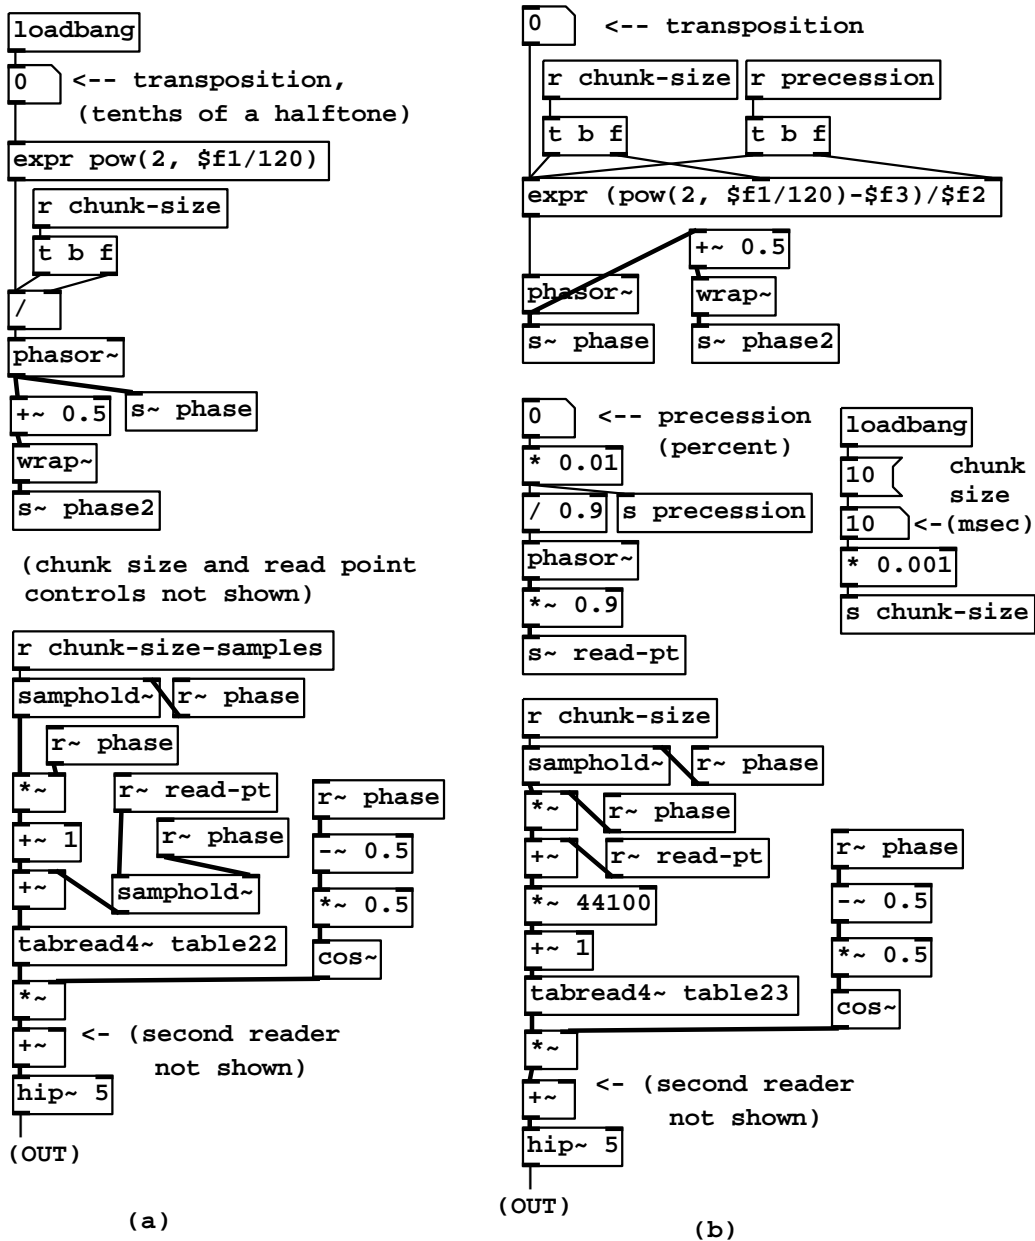 loadbang
0
<-- transposition,
(tenths of a halftone)
expr pow(2, $f1/120)
r chunk-size
t b f
/
phasor~
+~ 0.5
s~ phase
wrap~
s~ phase2
(chunk size and read point
controls not shown)
r chunk-size-samples
samphold~
r~ phase
r~ phase
*~
r~ read-pt
r~ phase
+~ 1
r~ phase
-~ 0.5
+~
samphold~
*~ 0.5
tabread4~ table22
cos~
*~
+~
<- (second reader
not shown)
hip~ 5
(OUT)
(a)
0
<-- transposition
r chunk-size
r precession
t b f
t b f
expr (pow(2, $f1/120)-$f3)/$f2
+~ 0.5
phasor~
wrap~
s~ phase
s~ phase2
0
<-- precession
(percent)
* 0.01
/ 0.9
s precession
phasor~
*~ 0.9
s~ read-pt
loadbang
10
chunk
size
10
<-(msec)
* 0.001
s chunk-size
r chunk-size
samphold~
r~ phase
*~
r~ phase
+~
r~ read-pt
r~ phase
*~ 44100
-~ 0.5
+~ 1
*~ 0.5
tabread4~ table23
cos~
*~
+~
<- (second reader
not shown)
hip~ 5
(OUT)
(b)